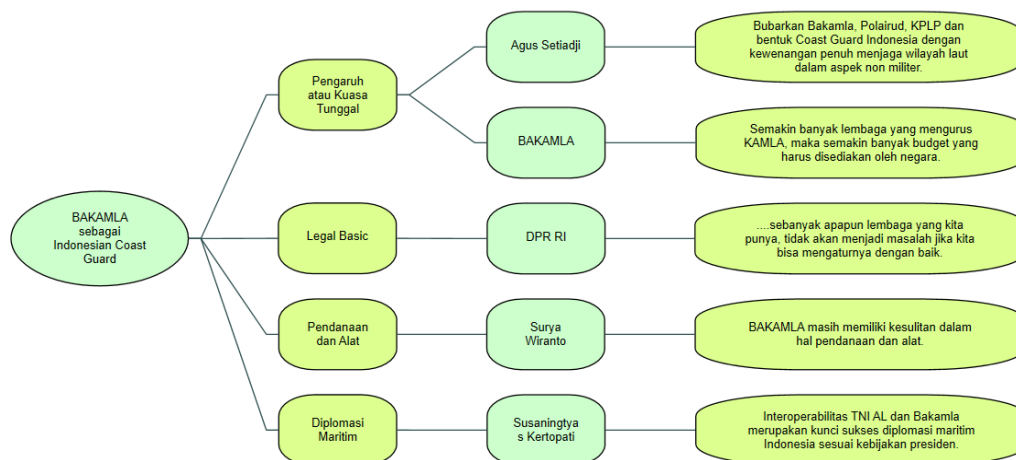 BAKAMLA
sebagai
Indonesian Coast
Guard
Pengaruh
atau Kuasa
Tunggal
Agus Setiadji
Bubarkan Bakamla, Polairud, KPLP dan
bentuk Coast Guard Indonesia dengan
kewenangan penuh menjaga wilayah laut
dalam aspek non militer.
BAKAMLA
Semakin banyak lembaga yang mengurus
KAMLA, maka semakin banyak budget yang
harus disediakan oleh negara.
Legal Basic
DPR RI
....sebanyak apapun lembaga yang kita
punya, tidak akan menjadi masalah jika kita
bisa mengaturnya dengan baik.
Pendanaan
dan Alat
Surya
Wiranto
BAKAMLA masih memiliki kesulitan dalam
hal pendanaan dan alat.
Diplomasi
Maritim
Susaningtya
s Kertopati
Interoperabilitas TNI AL dan Bakamla
merupakan kunci sukses diplomasi maritim
Indonesia sesuai kebijakan presiden.